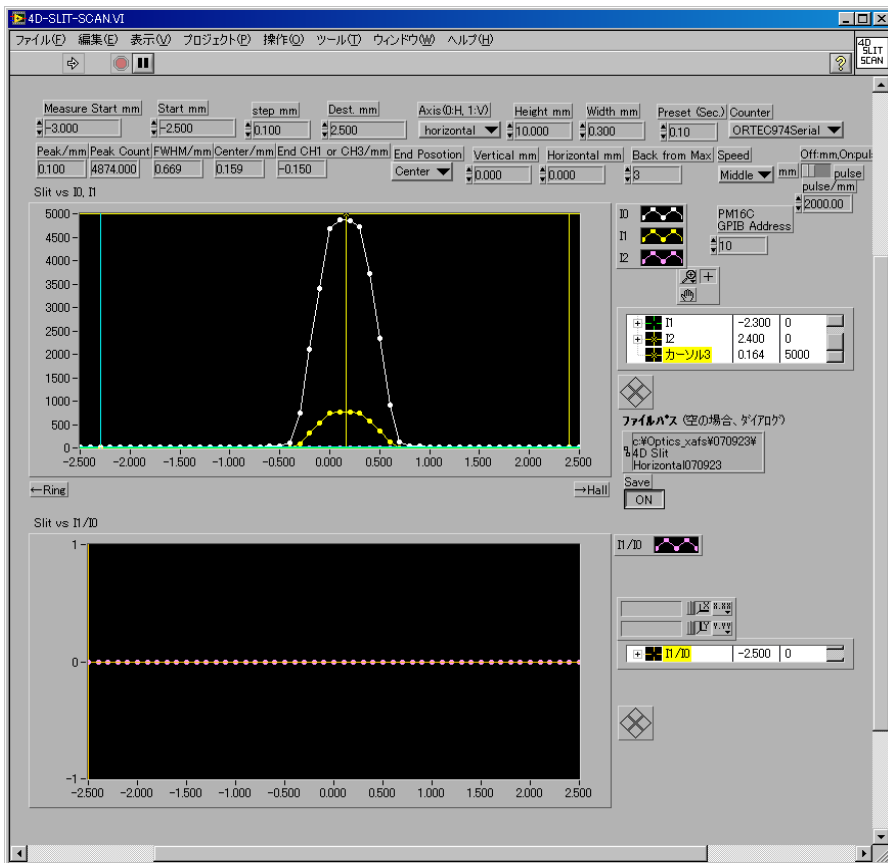 4D-SLIT-SCAN.VI
ファイル(F) 編集(E) 表示(V) プロジェクト(P) 操作(O) ツール(T) ウィンドウ(W) ヘルプ(H)
4D
SLIT
SCAN
Measure Start mm Start mm step mm Dest. mm Axis(0:H, 1:V) Height mm Width mm Preset (Sec.) Counter
-3.000 -2.500 0.100 2.500 horizontal 10.000 0.300 0.10 ORTEC974Serial
Peak/mm Peak Count FWHM/mm Center/mm End CH1 or CH3/mm End Posotion Vertical mm Horizontal mm Back from Max Speed Off:mm,On:puls
0.100 4874.000 0.669 0.159 -0.150 Center 0.000 0.000 3 Middle mm pulse
pulse/mm
2000.00
Slit vs I0, I1
5000
4500
4000
3500
3000
2500
2000
1500
1000
500
0
-2.500 -2.000 -1.500 -1.000 -0.500 0.000 0.500 1.000 1.500 2.000 2.500
←Ring →Hall
I0
I1
I2
PM16C
GPIB Address
10
I1 -2.300 0
I2 2.400 0
カーソル3 0.164 5000
ファイルパス (空の場合、ダイアログ)
c:¥Optics_xafs¥070923¥
4D Slit
Horizontal070923
Save
ON
Slit vs I1/I0
1
0
-1
-2.500 -2.000 -1.500 -1.000 -0.500 0.000 0.500 1.000 1.500 2.000 2.500
I1/I0
X X.XX
Y Y.YY
I1/I0 -2.500 0